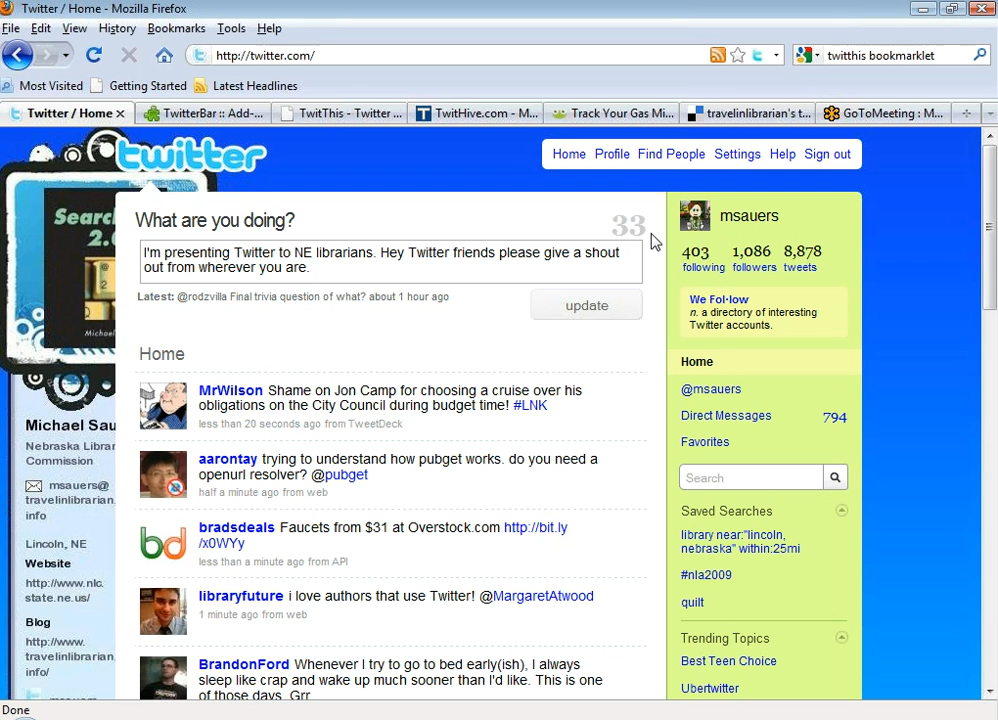 Twitter / Home - Mozilla Firefox
File Edit View History Bookmarks Tools Help
http://twitter.com/
twitthis bookmarklet
Most Visited Getting Started Latest Headlines
Twitter / Home
TwitterBar :: Add-...
TwitThis - Twitter ...
TwitHive.com - M...
Track Your Gas Mi...
travelinlibrarian's t...
GoToMeeting : M...
twitter
Home Profile Find People Settings Help Sign out
Search
2.
Michael
What are you doing?
33
I'm presenting Twitter to NE librarians. Hey Twitter friends please give a shout
out from wherever you are.
Latest: @rodzvilla Final trivia question of what? about 1 hour ago
update
Home
MrWilson Shame on Jon Camp for choosing a cruise over his
obligations on the City Council during budget time! #LNK
less than 20 seconds ago from TweetDeck
aarontay trying to understand how pubget works. do you need a
openurl resolver? @pubget
half a minute ago from web
bd
bradsdeals Faucets from $31 at Overstock.com http://bit.ly
/x0WYy
less than a minute ago from API
libraryfuture i love authors that use Twitter! @MargaretAtwood
1 minute ago from web
BrandonFord Whenever I try to go to bed early(ish), I always
sleep like crap and wake up much sooner than I'd like. This is one
of those days. Grr
Michael Sau
Nebraska Librar
Commission
msauers@
travelinlibrarian.
info
Lincoln, NE
Website
http://www.nlc.
state.ne.us/
Blog
http://www.
travelinlibrarian.
info/
msauers
403 1,086 8,878
following followers tweets
We Fol·low
n. a directory of interesting
Twitter accounts.
Home
@msauers
Direct Messages 794
Favorites
Search
Saved Searches
library near:"lincoln,
nebraska" within:25mi
#nla2009
quilt
Trending Topics
Best Teen Choice
Ubertwitter
Done